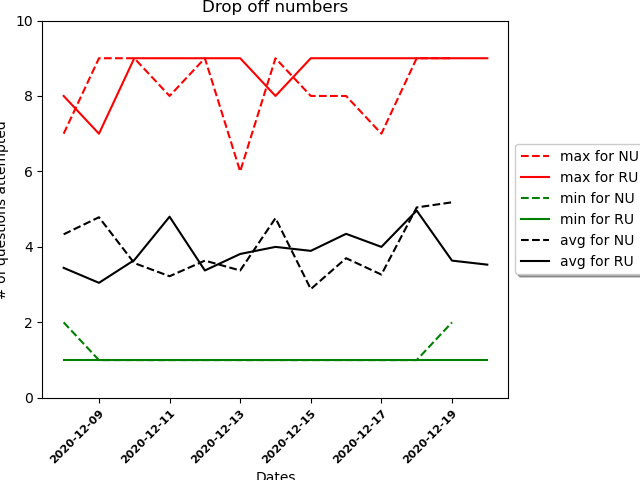 Drop off numbers
# of questions attempted
10
8
6
4
2
0
2020-12-09
2020-12-11
2020-12-13
2020-12-15
2020-12-17
2020-12-19
Dates
max for NU
max for RU
min for NU
min for RU
avg for NU
avg for RU